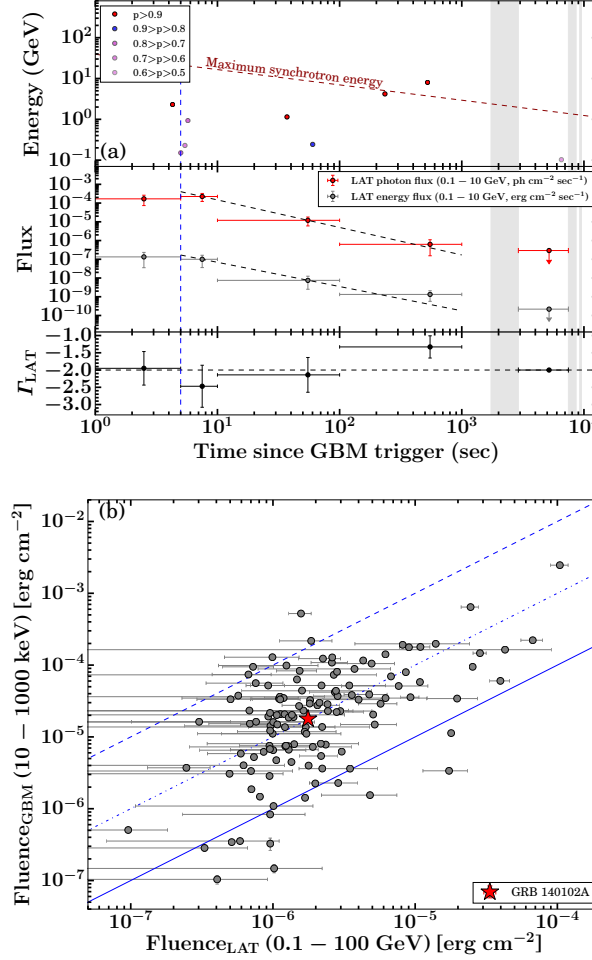 p>0.9
0.9>p>0.8
0.8>p>0.7
0.7>p>0.6
0.6>p>0.5
Maximum synchrotron energy
Energy (GeV)
10²
10¹
10⁰
10⁻¹
(a)
LAT photon flux (0.1 − 10 GeV, ph cm⁻² sec⁻¹)
LAT energy flux (0.1 − 10 GeV, erg cm⁻² sec⁻¹)
Flux
10⁻³
10⁻⁴
10⁻⁵
10⁻⁶
10⁻⁷
10⁻⁸
10⁻⁹
10⁻¹⁰
Γ_LAT
−1.0
−1.5
−2.0
−2.5
−3.0
10⁰ 10¹ 10² 10³ 10⁴
Time since GBM trigger (sec)
(b)
Fluence_GBM (10 − 1000 keV) [erg cm⁻²]
10⁻²
10⁻³
10⁻⁴
10⁻⁵
10⁻⁶
10⁻⁷
GRB 140102A
10⁻⁷ 10⁻⁶ 10⁻⁵ 10⁻⁴
Fluence_LAT (0.1 − 100 GeV) [erg cm⁻²]